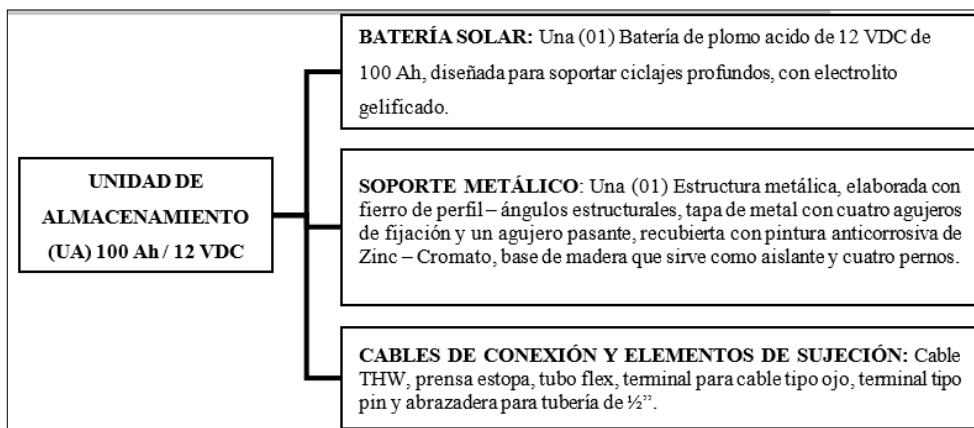 BATERÍA SOLAR: Una (01) Batería de plomo acido de 12 VDC de
100 Ah, diseñada para soportar ciclajes profundos, con electrolito
gelificado.
UNIDAD DE
ALMACENAMIENTO
(UA) 100 Ah / 12 VDC
SOPORTE METÁLICO: Una (01) Estructura metálica, elaborada con
fierro de perfil – ángulos estructurales, tapa de metal con cuatro agujeros
de fijación y un agujero pasante, recubierta con pintura anticorrosiva de
Zinc – Cromato, base de madera que sirve como aislante y cuatro pernos.
CABLES DE CONEXIÓN Y ELEMENTOS DE SUJECIÓN: Cable
THW, prensa estopa, tubo flex, terminal para cable tipo ojo, terminal tipo
pin y abrazadera para tubería de ½”.